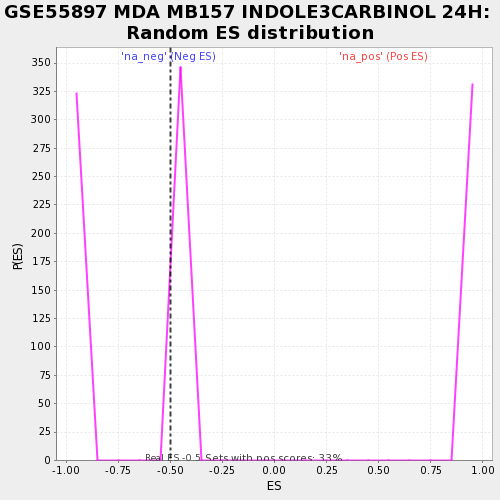 GSE55897 MDA MB157 INDOLE3CARBINOL 24H:
Random ES distribution
'na_neg' (Neg ES)
'na_pos' (Pos ES)
350
325
300
275
250
225
200
175
150
125
100
75
50
25
0
P(ES)
Real ES -0.5 Sets with pos scores: 33%
-1.00 -0.75 -0.50 -0.25 0.00 0.25 0.50 0.75 1.00
ES